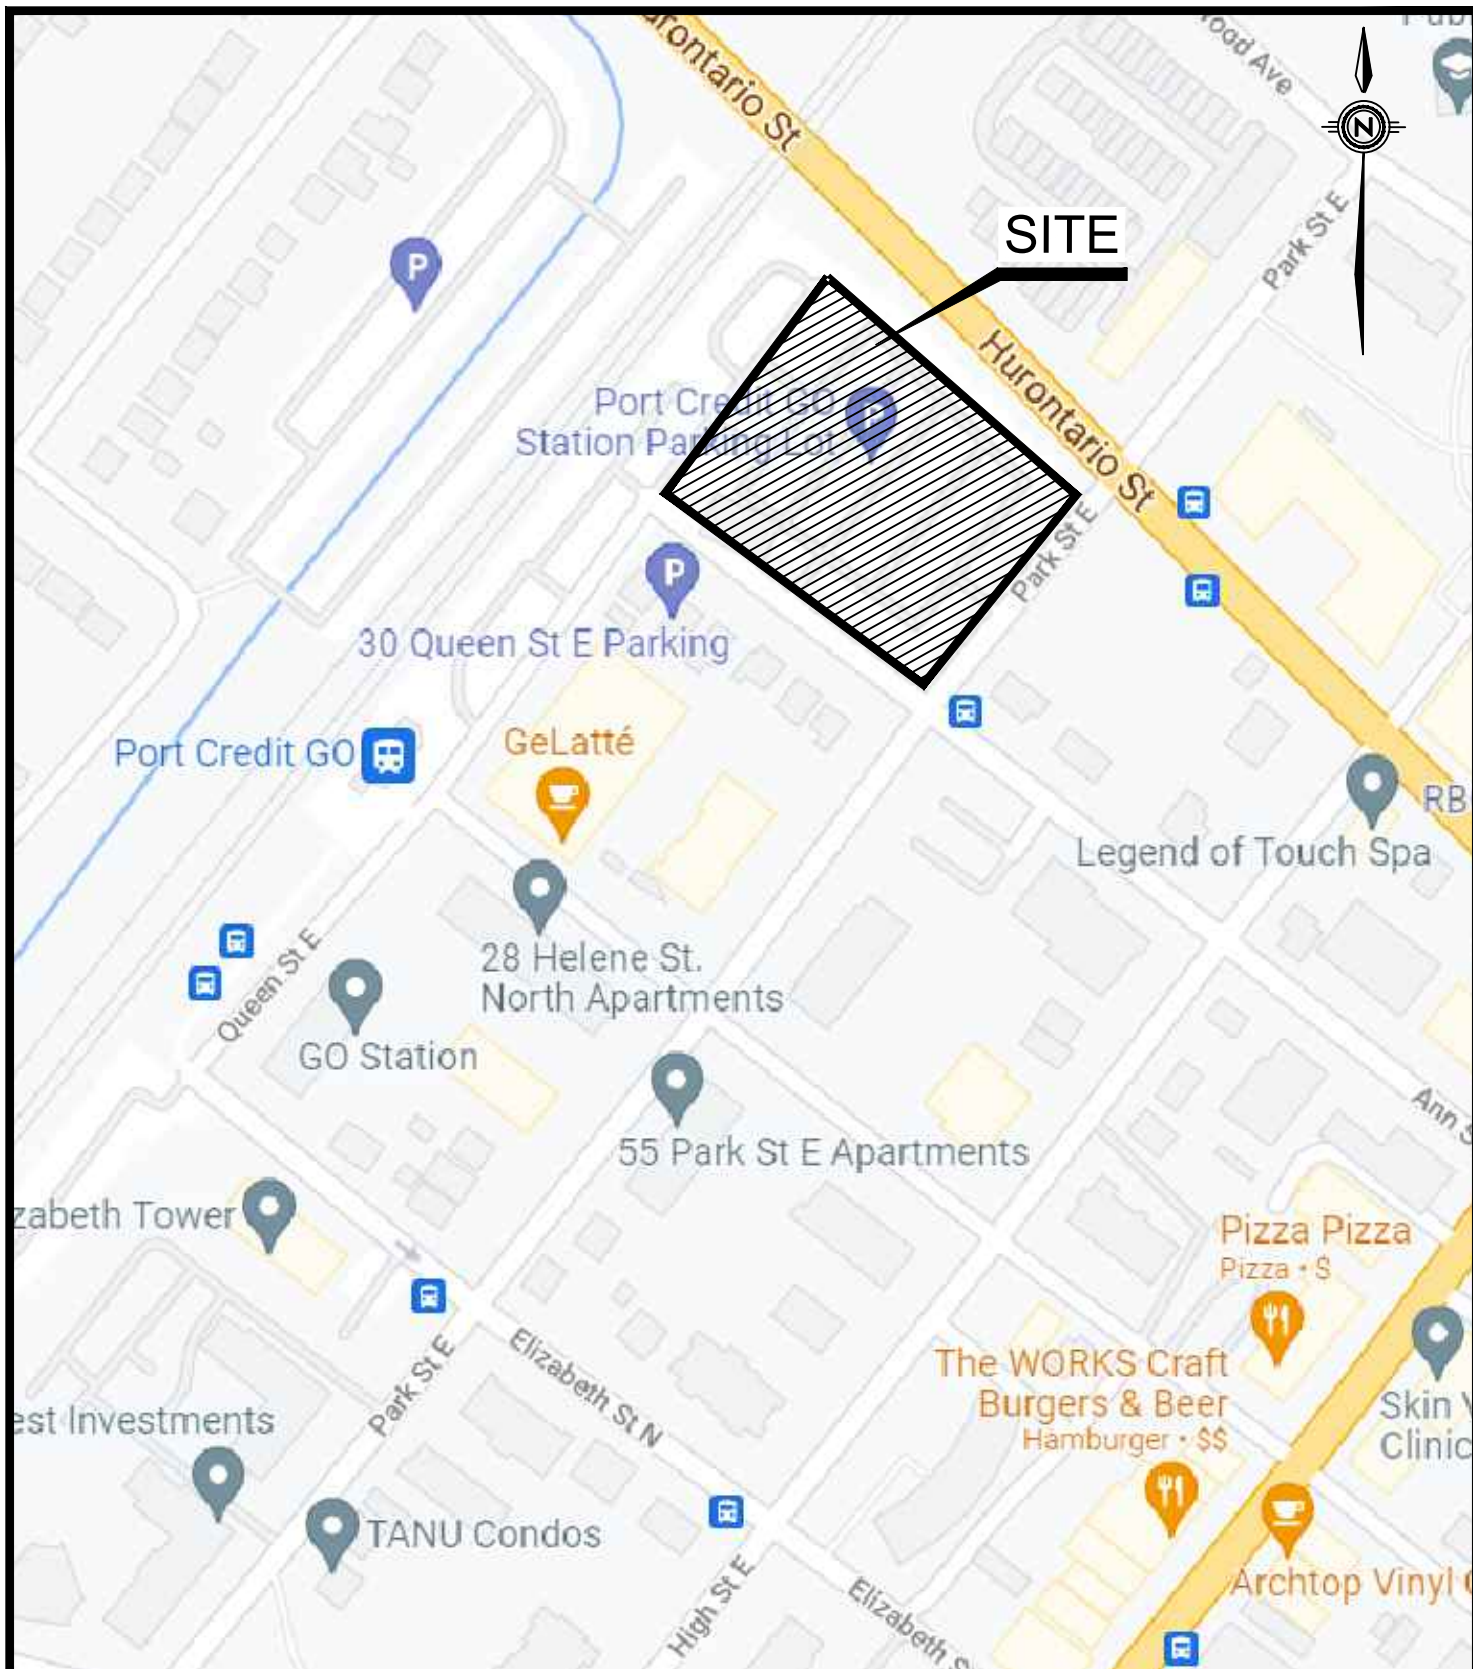 Hurontario St
N
Park St E
SITE
P
Port Credit GO
Station Parking Lot
P
Hurontario St
Park St E
P
30 Queen St E Parking
Port Credit GO
GeLatté
Legend of Touch Spa
RB
28 Helene St.
North Apartments
Queen St E
GO Station
55 Park St E Apartments
Ann S
zabeth Tower
Pizza Pizza
Pizza • $
Park St E
Elizabeth St N
The WORKS Craft
Burgers & Beer
Hamburger • $$
Skin
Clinic
est Investments
TANU Condos
Archtop Vinyl
High St E
Elizabeth S